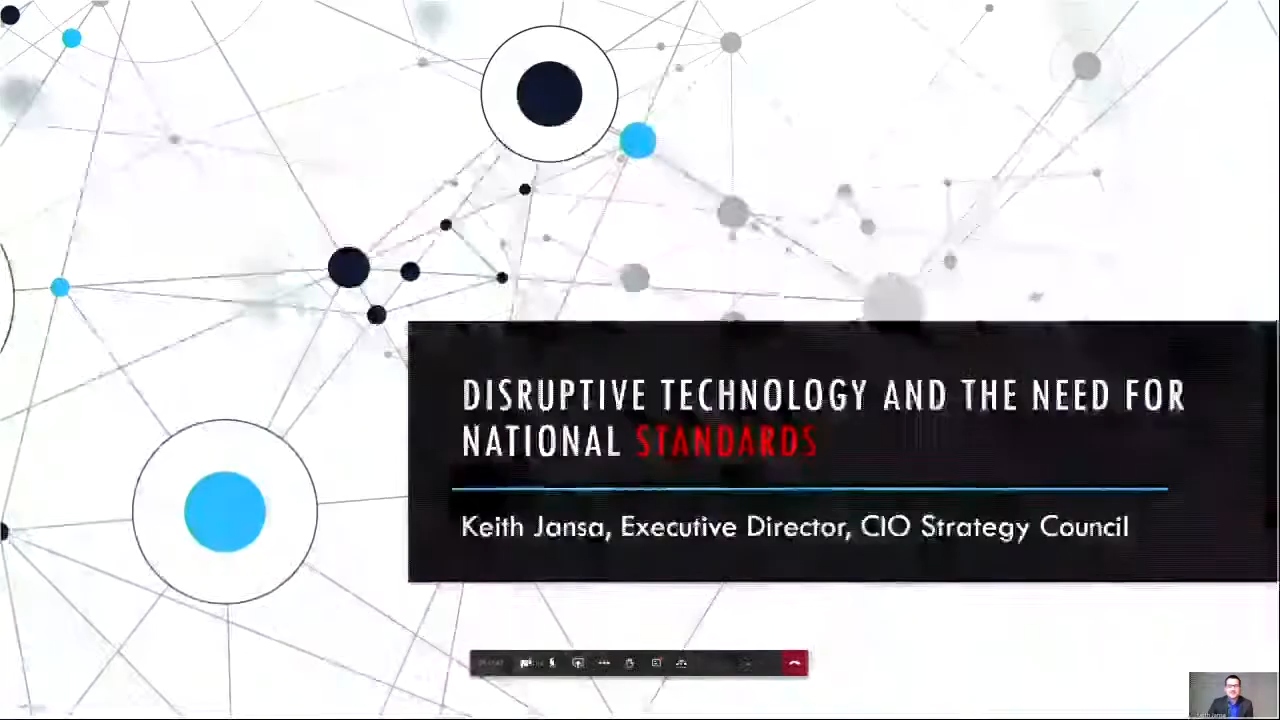 DISRUPTIVE TECHNOLOGY AND THE NEED FOR
NATIONAL STANDARDS
Keith Jansa, Executive Director, CIO Strategy Council